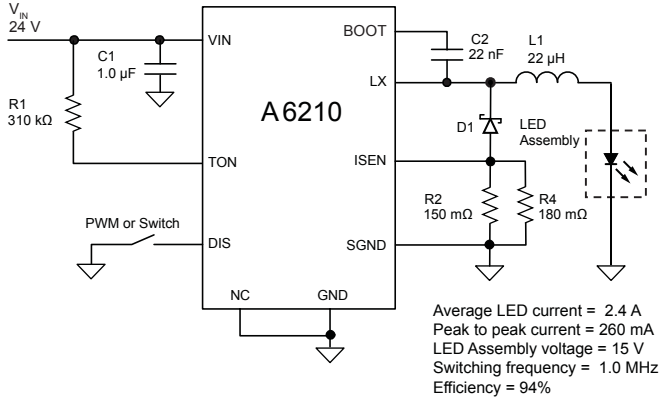 VIN
24 V
C1
1.0 µF
R1
310 kΩ
VIN
BOOT
C2
22 nF
L1
22 µH
LX
A6210
D1
LED
Assembly
TON
ISEN
R2
150 mΩ
R4
180 mΩ
PWM or Switch
DIS
SGND
NC
GND
Average LED current = 2.4 A
Peak to peak current = 260 mA
LED Assembly voltage = 15 V
Switching frequency = 1.0 MHz
Efficiency = 94%